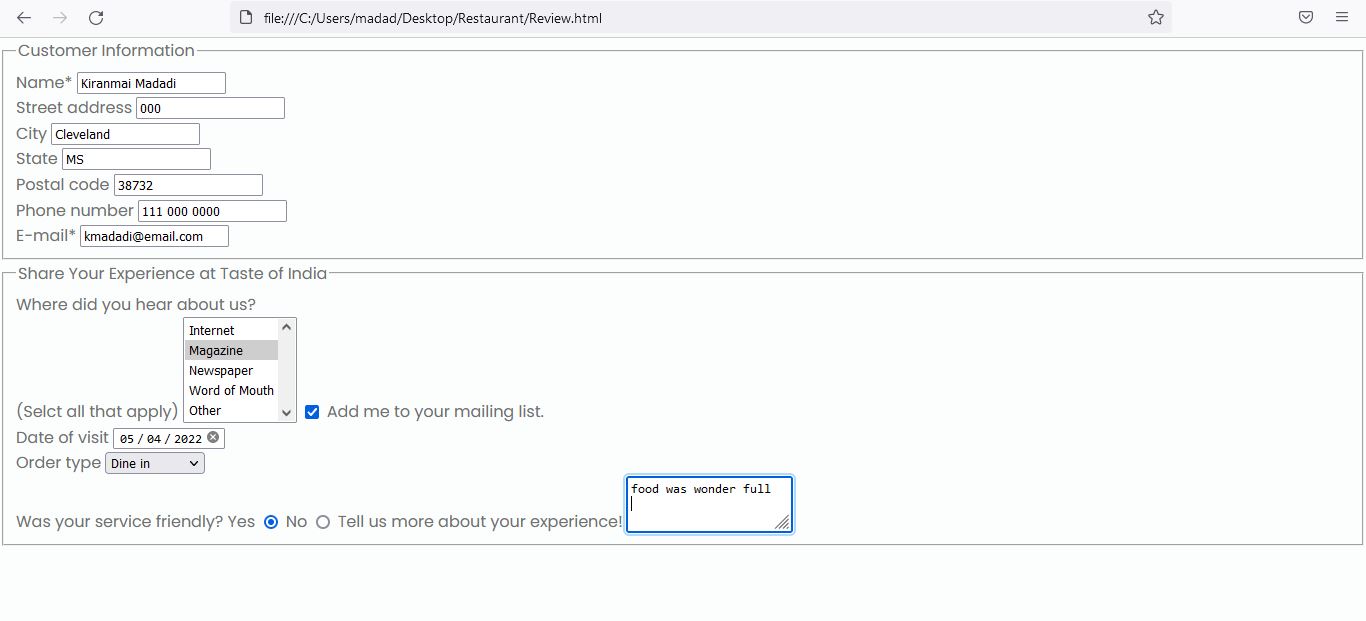 file:///C:/Users/madad/Desktop/Restaurant/Review.html
Customer Information
Name* Kiranmai Madadi
Street address 000
City Cleveland
State MS
Postal code 38732
Phone number 111 000 0000
E-mail* kmadadi@email.com
Share Your Experience at Taste of India
Where did you hear about us?
Internet
Magazine
Newspaper
Word of Mouth
(Selct all that apply) Other Add me to your mailing list.
Date of visit 05 / 04 / 2022
Order type Dine in
food was wonder full
Was your service friendly? Yes No Tell us more about your experience!